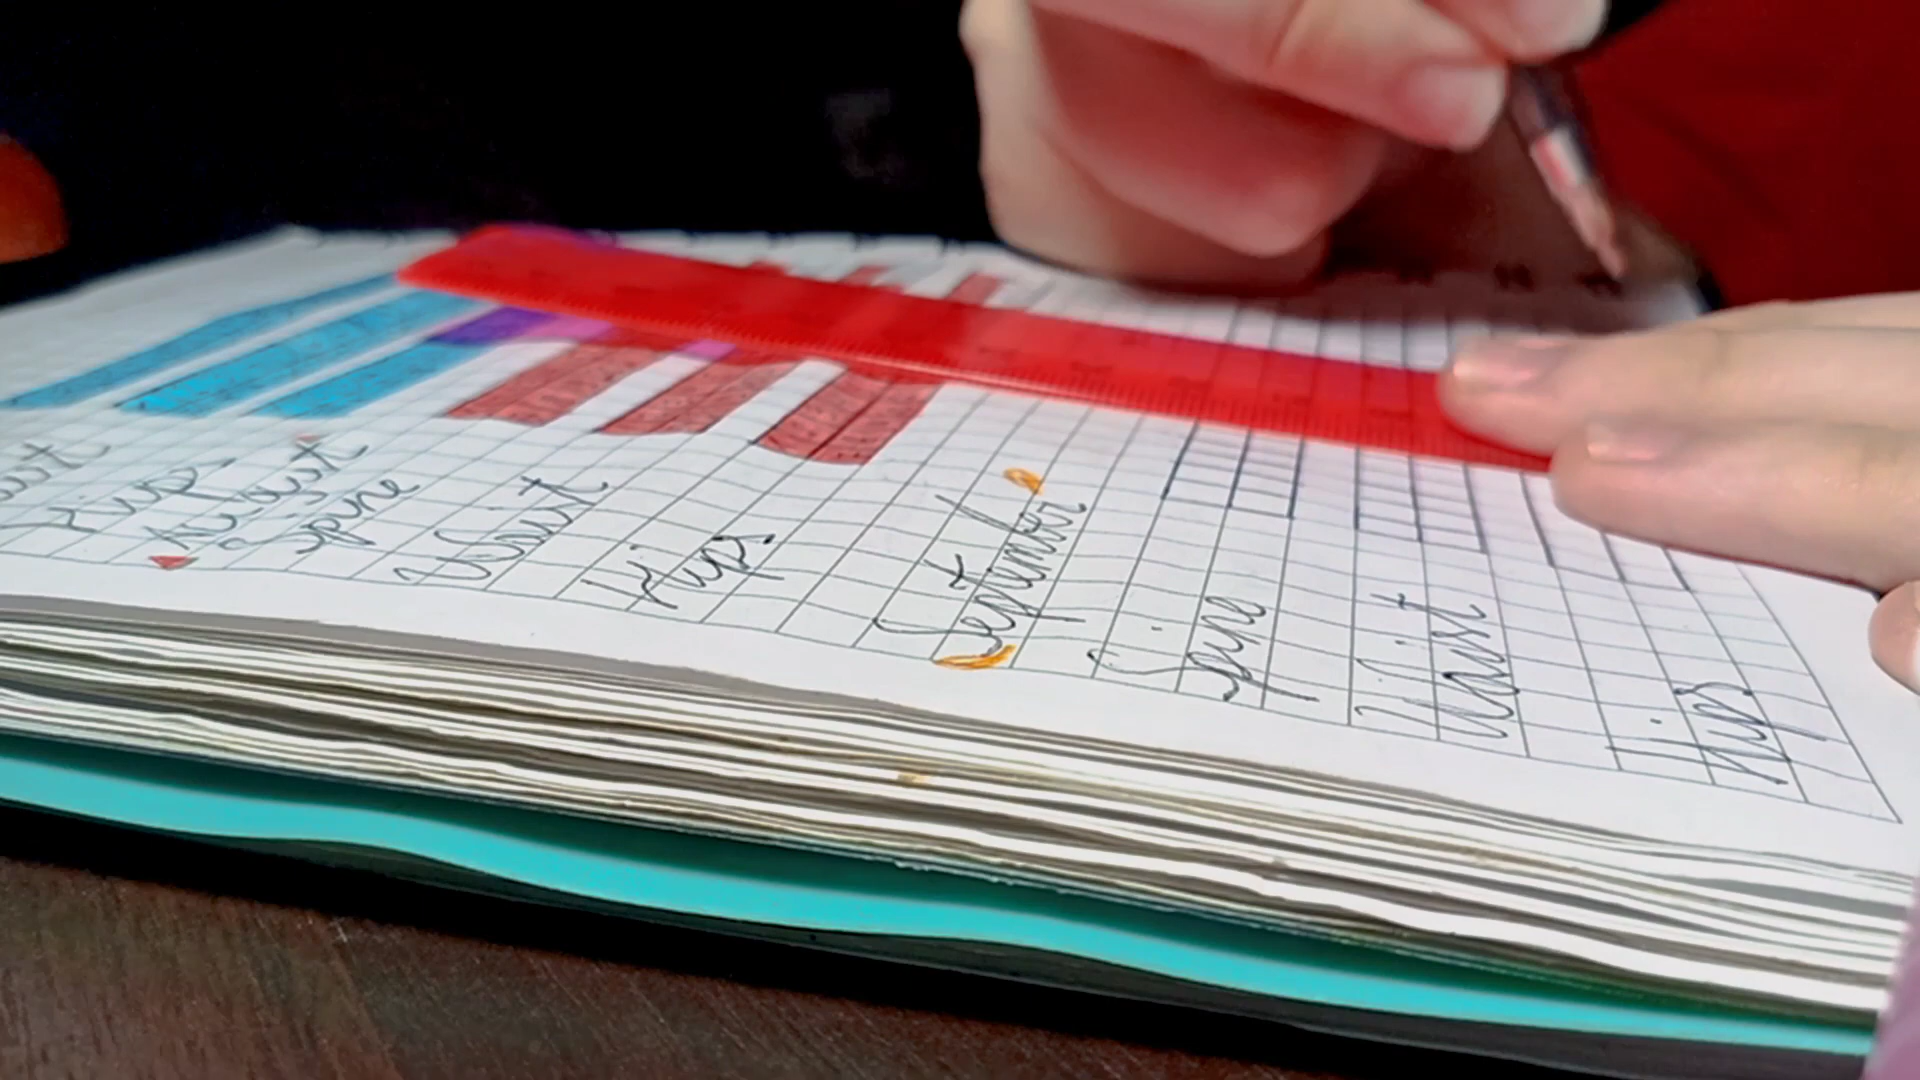 Hips
August
Spine
Waist
Hips.
September
Spine
Waist
Hips